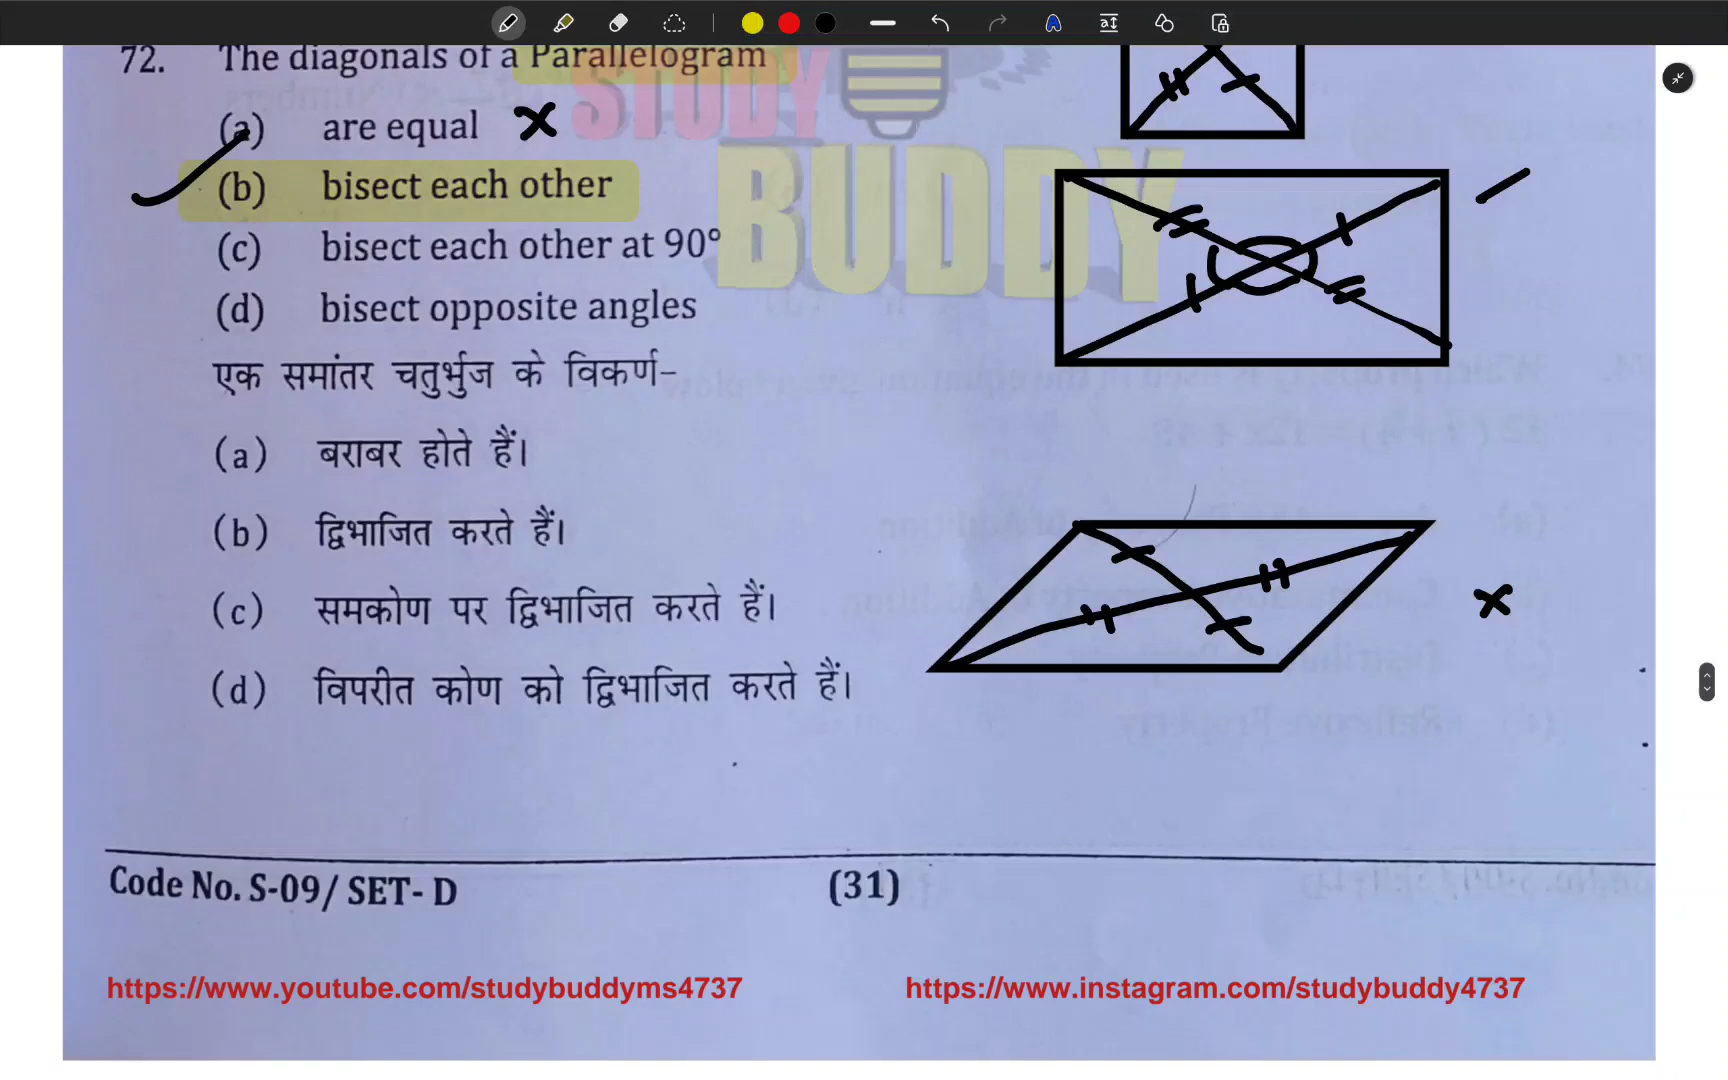 72. The diagonals of a Parallelogram
(a) are equal
(b) bisect each other
(c) bisect each other at 90°
(d) bisect opposite angles
एक समांतर चतुर्भुज के विकर्ण-
(a) बराबर होते हैं।
(b) द्विभाजित करते हैं।
(c) समकोण पर द्विभाजित करते हैं।
(d) विपरीत कोण को द्विभाजित करते हैं।
STUDY
BUDDY
Code No. S-09/ SET- D (31)
https://www.youtube.com/studybuddyms4737 https://www.instagram.com/studybuddy4737